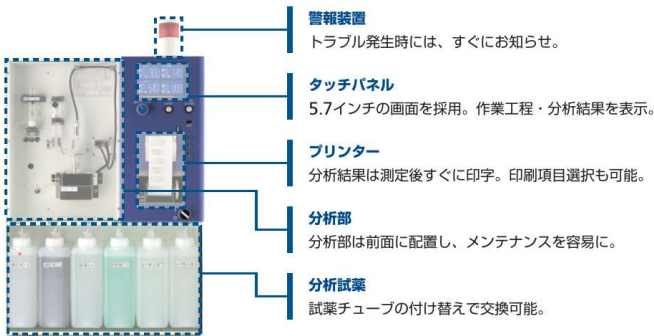 警報装置
トラブル発生時には、すぐにお知らせ。
タッチパネル
5.7インチの画面を採用。作業工程・分析結果を表示。
プリンター
分析結果は測定後すぐに印字。印刷項目選択も可能。
分析部
分析部は前面に配置し、メンテナンスを容易に。
分析試薬
試薬チューブの付け替えで交換可能。